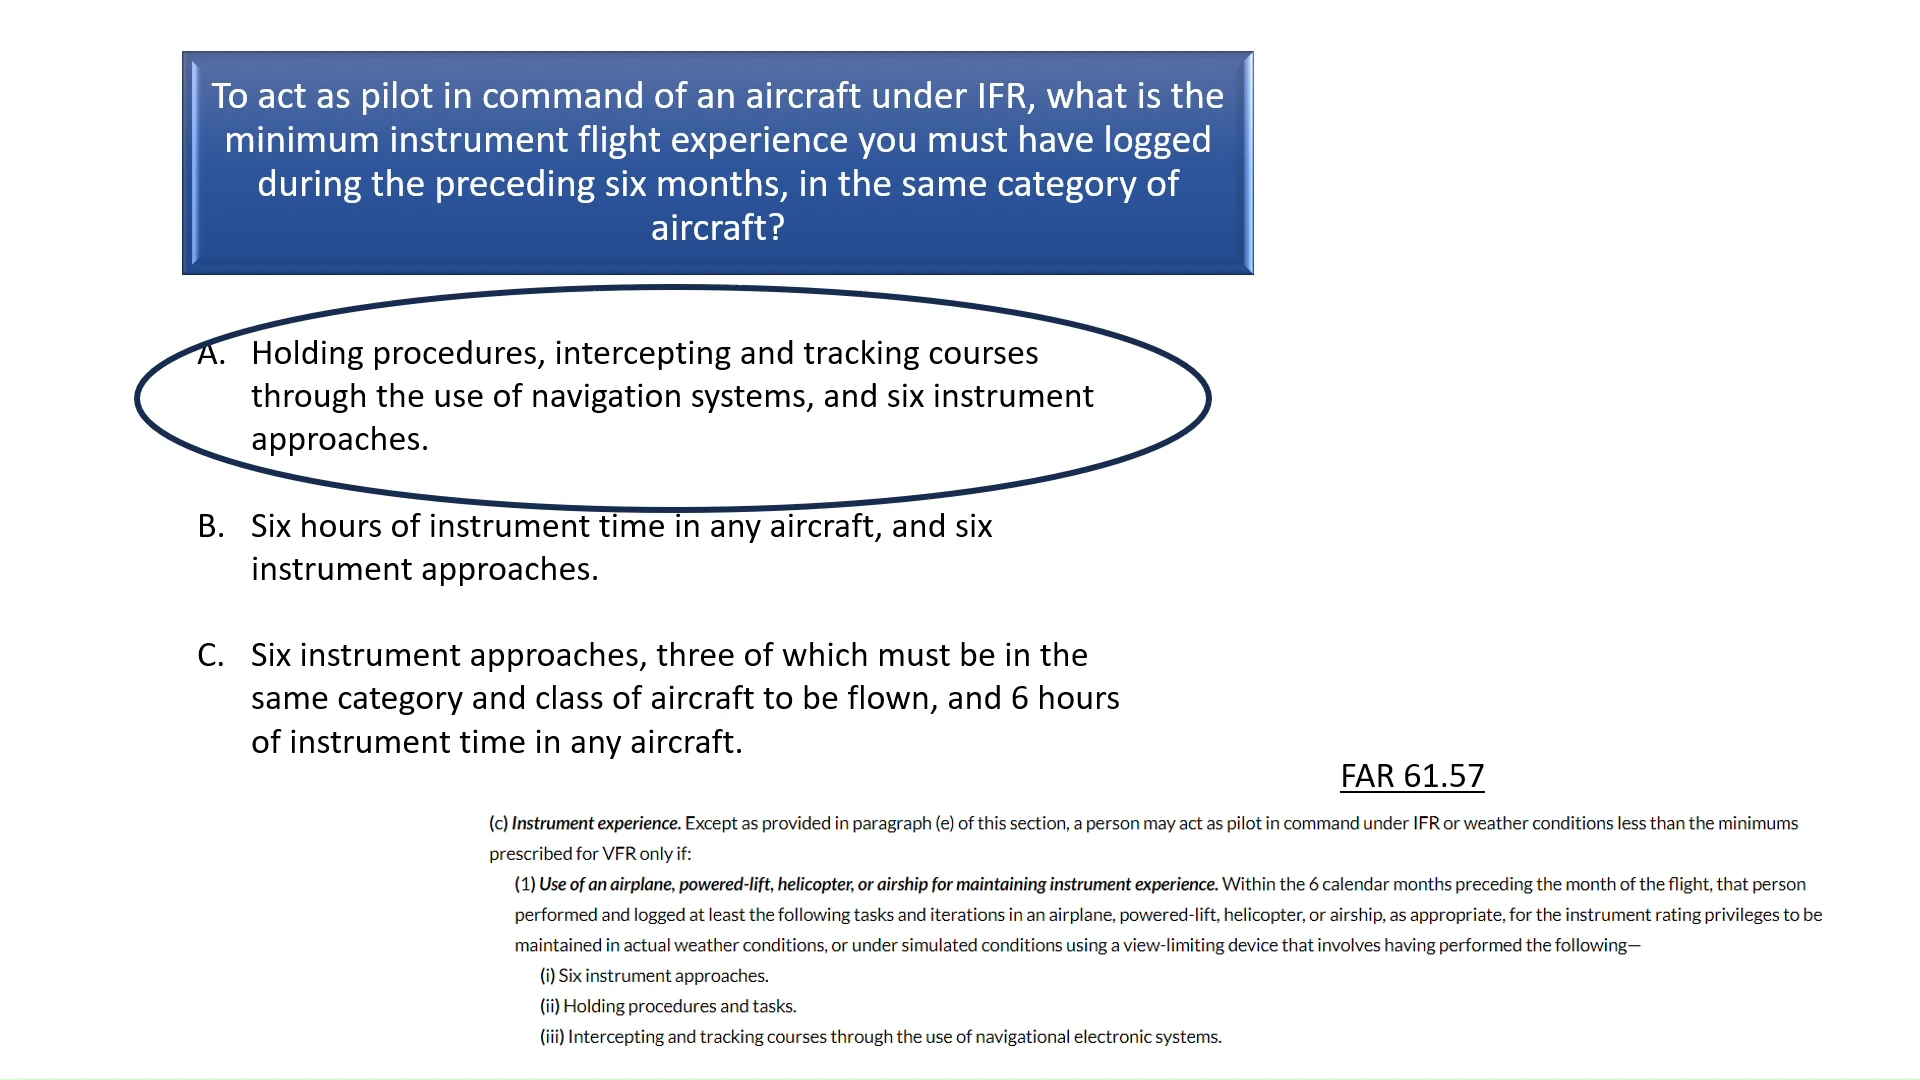 To act as pilot in command of an aircraft under IFR, what is the
minimum instrument flight experience you must have logged
during the preceding six months, in the same category of
aircraft?
A. Holding procedures, intercepting and tracking courses
through the use of navigation systems, and six instrument
approaches.
B. Six hours of instrument time in any aircraft, and six
instrument approaches.
C. Six instrument approaches, three of which must be in the
same category and class of aircraft to be flown, and 6 hours
of instrument time in any aircraft.
FAR 61.57
(c) Instrument experience. Except as provided in paragraph (e) of this section, a person may act as pilot in command under IFR or weather conditions less than the minimums
prescribed for VFR only if:
(1) Use of an airplane, powered-lift, helicopter, or airship for maintaining instrument experience. Within the 6 calendar months preceding the month of the flight, that person
performed and logged at least the following tasks and iterations in an airplane, powered-lift, helicopter, or airship, as appropriate, for the instrument rating privileges to be
maintained in actual weather conditions, or under simulated conditions using a view-limiting device that involves having performed the following—
(i) Six instrument approaches.
(ii) Holding procedures and tasks.
(iii) Intercepting and tracking courses through the use of navigational electronic systems.